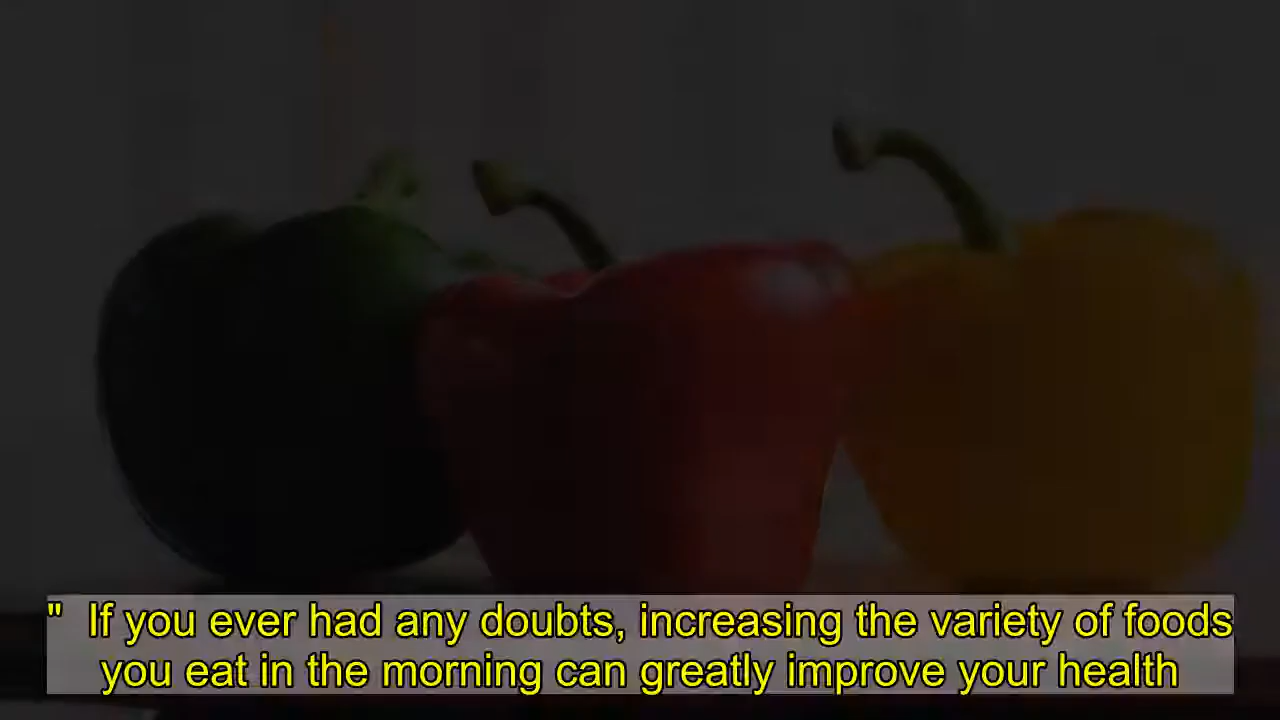 " If you ever had any doubts, increasing the variety of foods
you eat in the morning can greatly improve your health